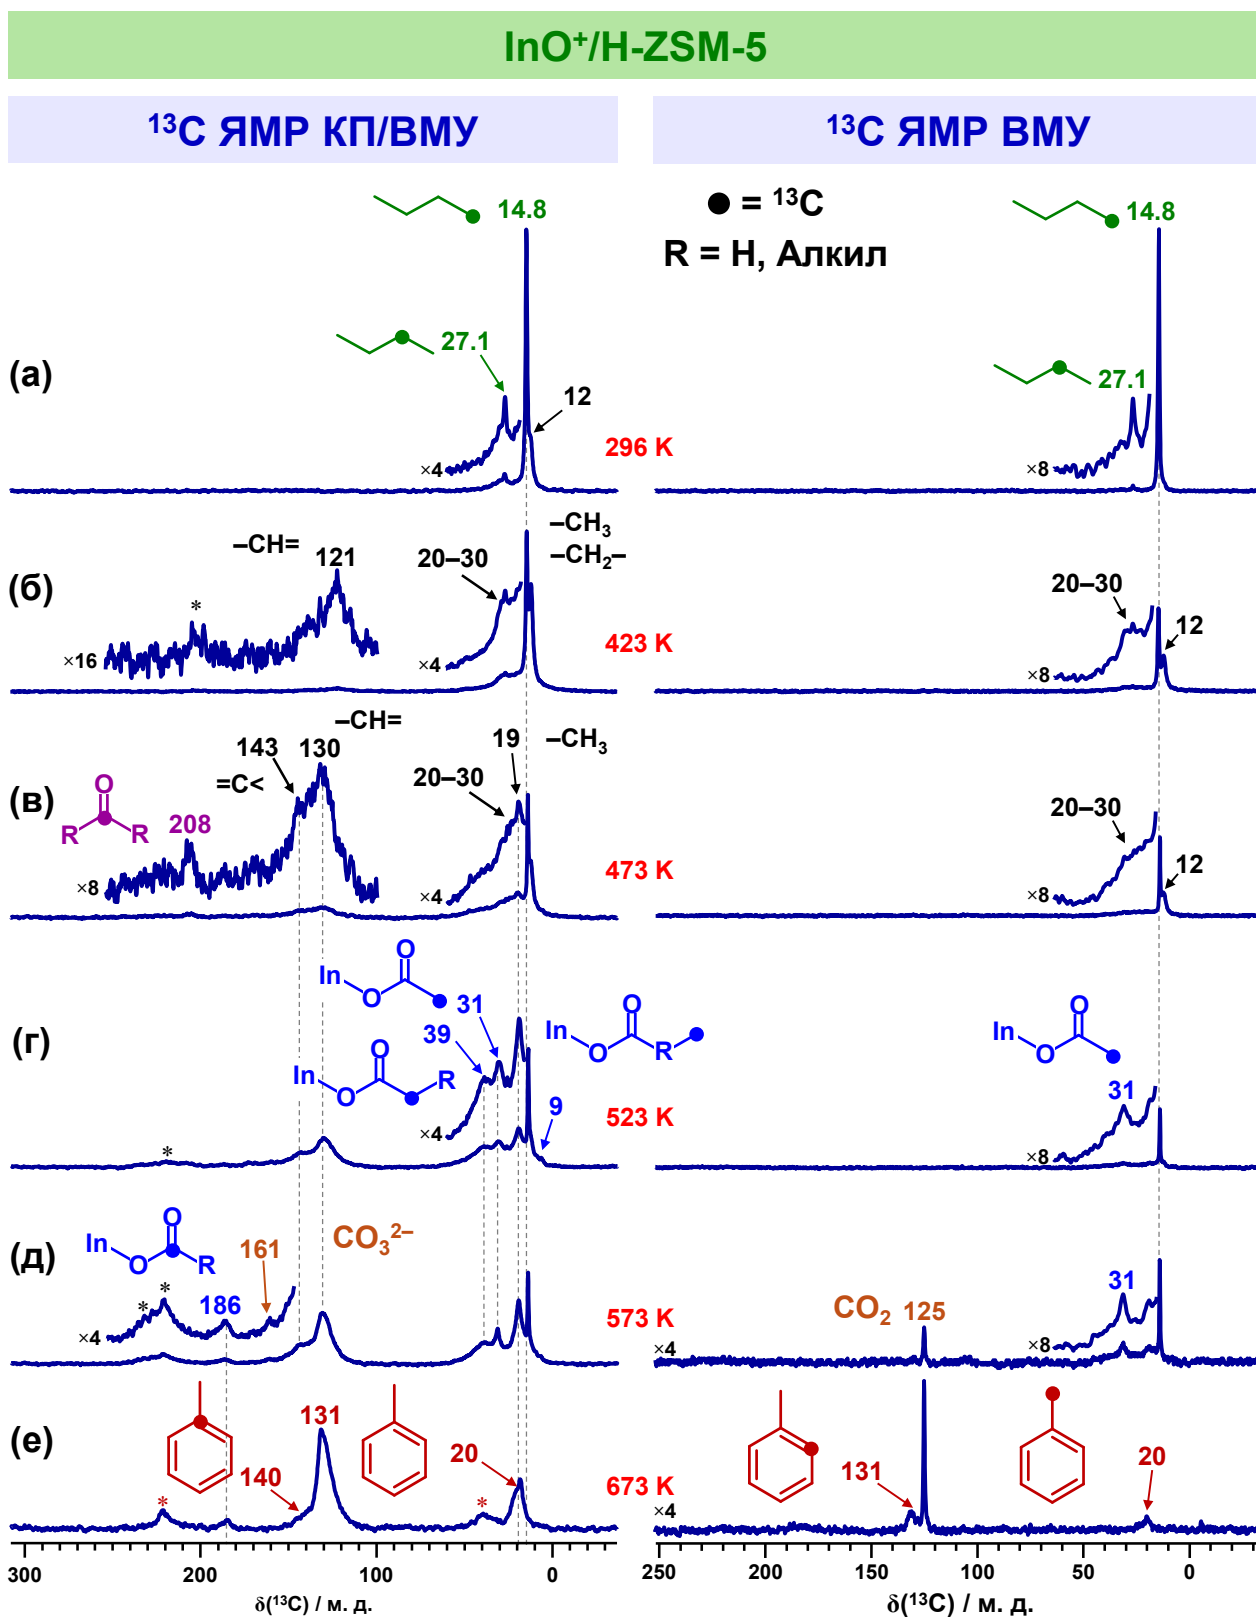 InO⁺/H-ZSM-5
¹³C ЯМР КП/ВМУ
¹³C ЯМР ВМУ
(а)
14.8
27.1
12
×4
296 K
● = ¹³C
R = H, Алкил
14.8
27.1
×8
(б)
–CH=
121
*
×16
20–30
–CH₃
–CH₂–
×4
423 K
20–30
12
×8
(в)
O
R
R
208
143
=C<
130
–CH=
×8
20–30
19
–CH₃
×4
473 K
20–30
12
×8
(г)
In
O
O
In
O
O
R
39
31
In
O
O
R
9
×4
*
523 K
In
O
O
31
×8
(д)
In
O
O
R
*
*
186
161
CO₃²⁻
×4
573 K
CO₂
125
×4
31
×8
(е)
*
140
131
20
*
673 K
131
20
×4
300
200
100
0
δ(¹³C) / м. д.
250
200
150
100
50
0
δ(¹³C) / м. д.